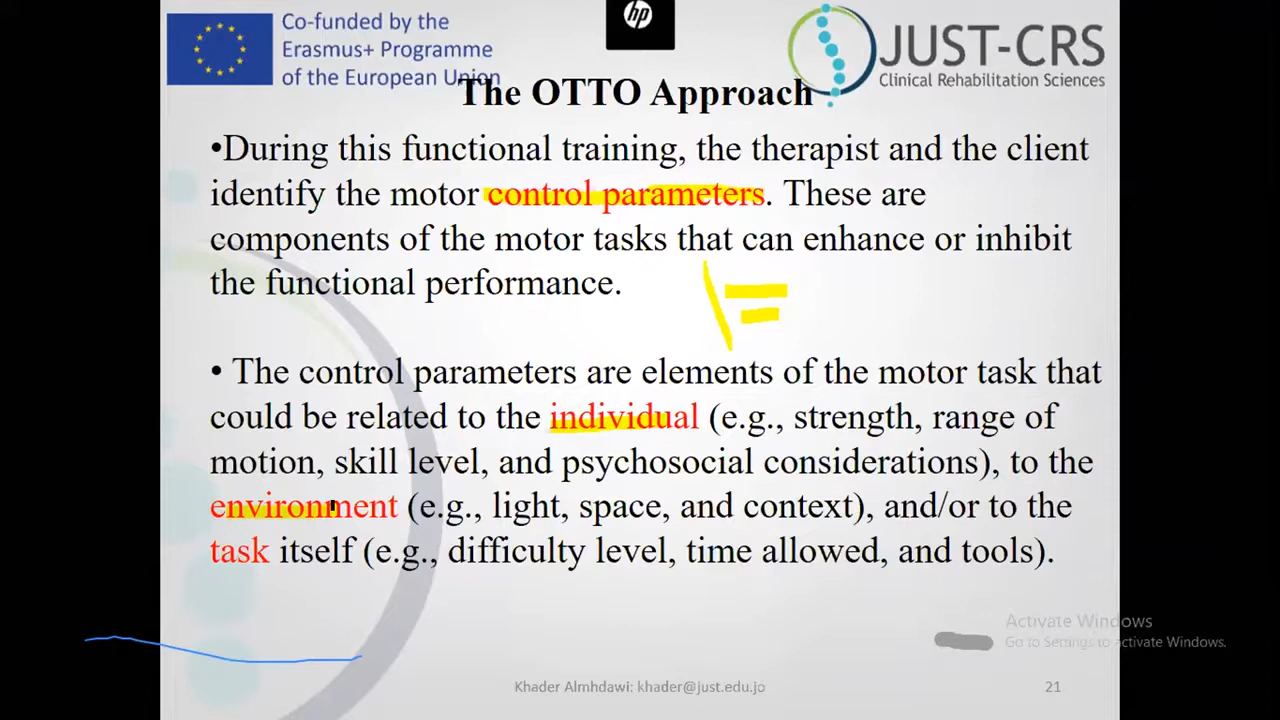 Co-funded by the
Erasmus+ Programme
of the European Union
hp
JUST-CRS
Clinical Rehabilitation Sciences
The OTTO Approach
•During this functional training, the therapist and the client
identify the motor control parameters. These are
components of the motor tasks that can enhance or inhibit
the functional performance.
• The control parameters are elements of the motor task that
could be related to the individual (e.g., strength, range of
motion, skill level, and psychosocial considerations), to the
environment (e.g., light, space, and context), and/or to the
task itself (e.g., difficulty level, time allowed, and tools).
Activate Windows
Go to Settings to Activate Windows.
Khader Almhdawi: khader@just.edu.jo
21